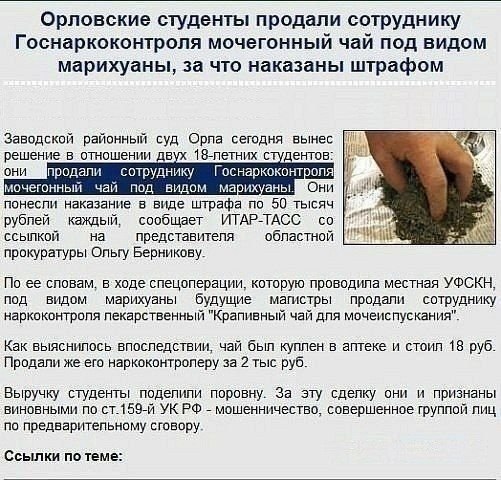 Орловские студенты продали сотруднику
Госнаркоконтроля мочегонный чай под видом
марихуаны, за что наказаны штрафом
Заводской районный суд Орла сегодня вынес
решение в отношении двух 18-летних студентов:
они продали сотруднику Госнаркоконтроля
мочегонный чай под видом марихуаны. Они
понесли наказание в виде штрафа по 50 тысяч
рублей каждый, сообщает ИТАР-ТАСС со
ссылкой на представителя областной
прокуратуры Ольгу Берникову.
По ее словам, в ходе спецоперации, которую проводила местная УФСКН,
под видом марихуаны будущие магистры продали сотруднику
наркоконтроля лекарственный "Крапивный чай для мочеиспускания".
Как выяснилось впоследствии, чай был куплен в аптеке и стоил 18 руб.
Продали же его наркоконтролеру за 2 тыс руб.
Выручку студенты поделили поровну. За эту сделку они и признаны
виновными по ст.159-й УК РФ - мошенничество, совершенное группой лиц
по предварительному сговору.
Ссылки по теме: